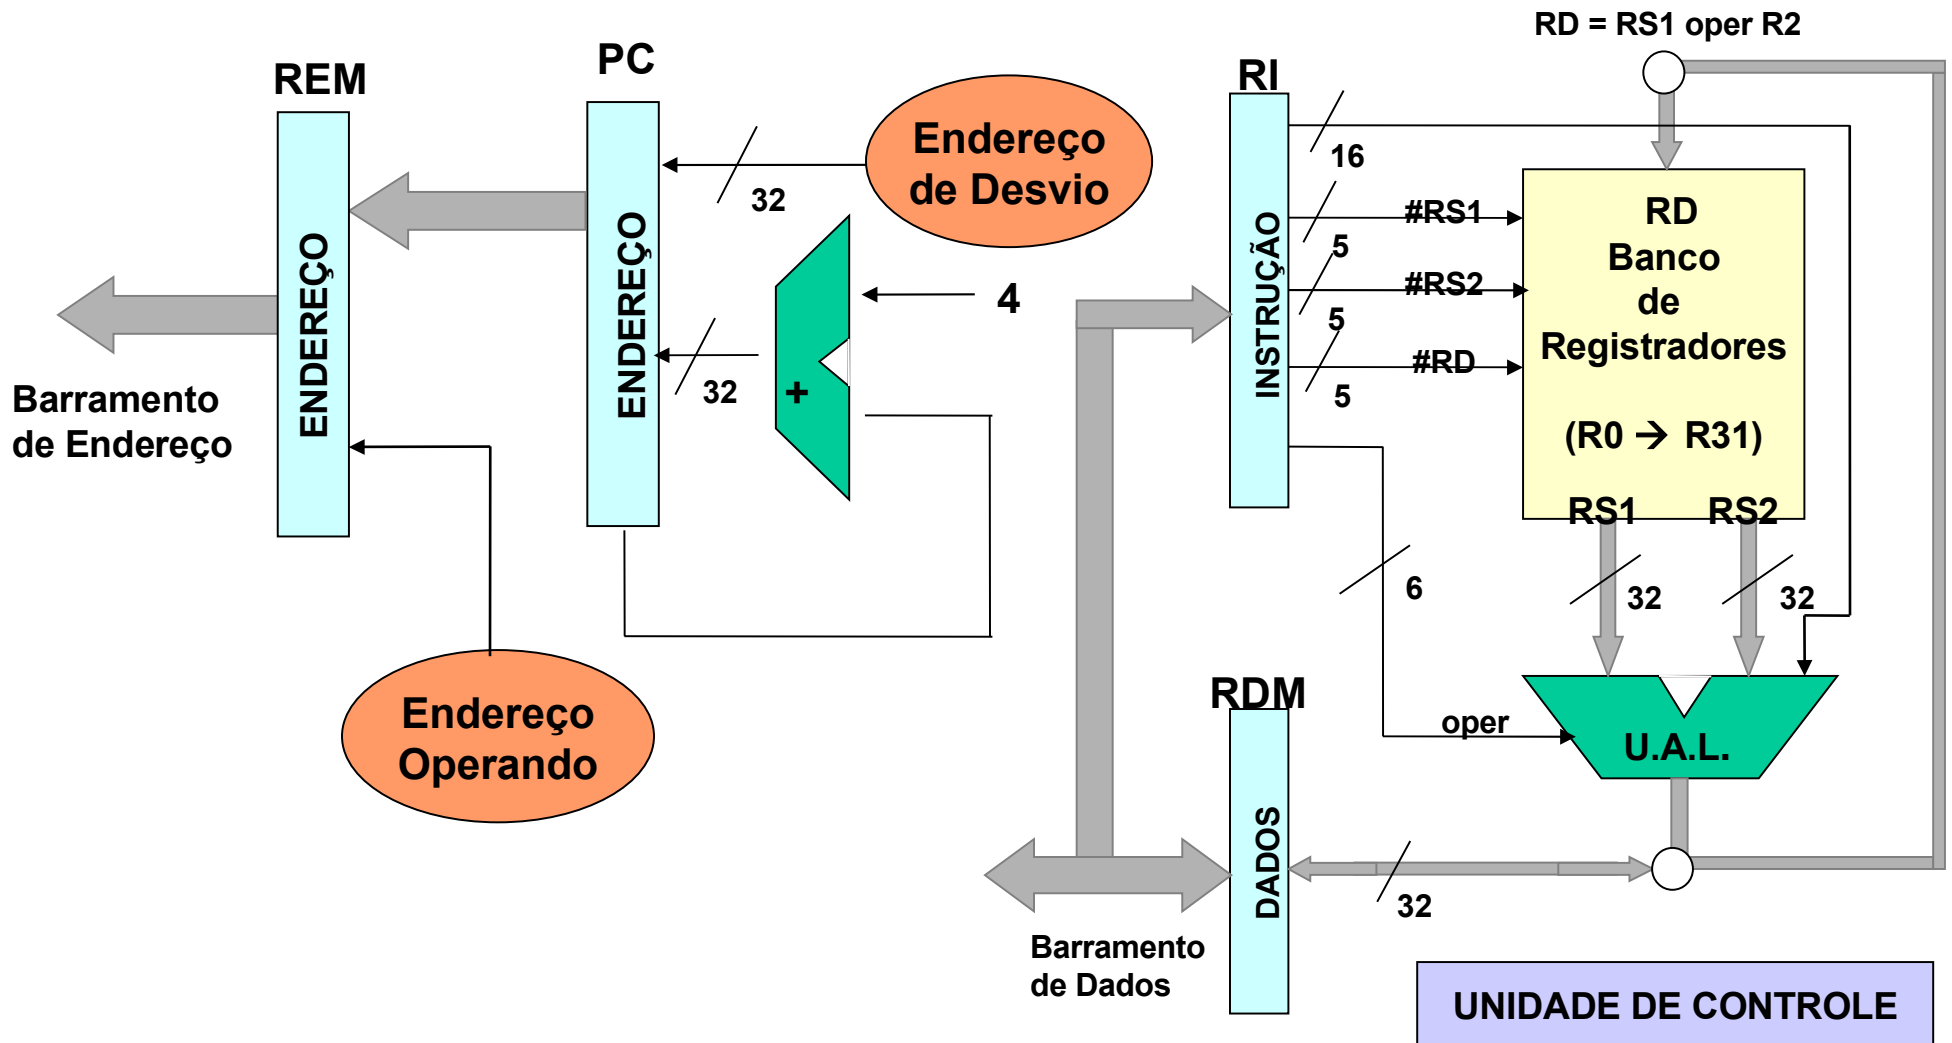 RD = RS1 oper R2
REM
PC
RI
Endereço
de Desvio
32
16
ENDEREÇO
ENDEREÇO
INSTRUÇÃO
#RS1
5
#RS2
5
#RD
5
RD
Banco
de
Registradores
(R0 → R31)
RS1
RS2
4
32
+
Barramento
de Endereço
6
32
32
Endereço
Operando
RDM
oper
U.A.L.
DADOS
32
Barramento
de Dados
UNIDADE DE CONTROLE